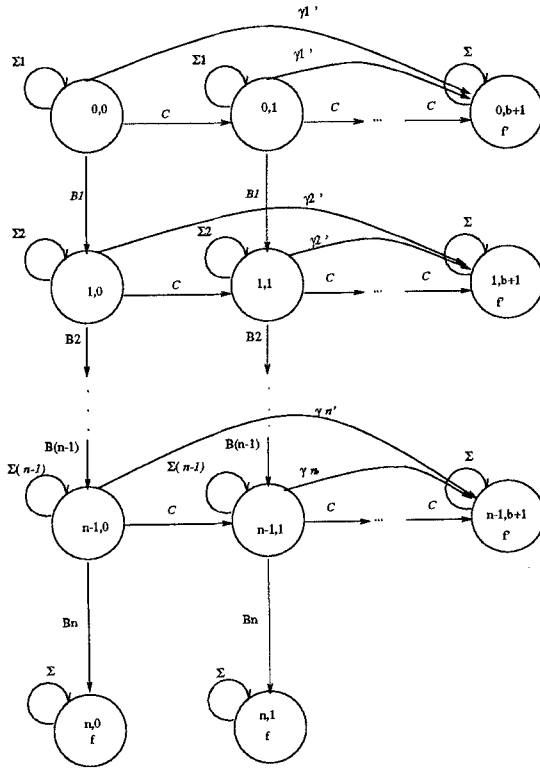 γ1'
Σ1 Σ1 γ1' Σ
0,0 C 0,1 C ... C 0,b+1
f'
B1 B1
γ2'
Σ2 Σ2 γ2' Σ
1,0 C 1,1 C ... C 1,b+1
f'
B2 B2
γ n'
B(n-1) B(n-1)
Σ(n-1) Σ(n-1) γ n Σ
n-1,0 C n-1,1 C ... C n-1,b+1
f'
Bn Bn
Σ Σ
n,0 n,1
f f